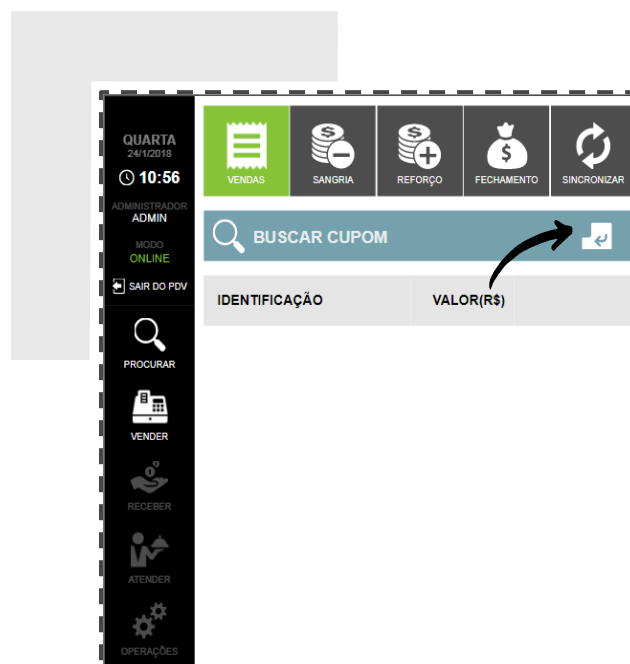 QUARTA
24/1/2018
10:56
ADMINISTRADOR
ADMIN
MODO
ONLINE
SAIR DO PDV
PROCURAR
VENDER
RECEBER
ATENDER
OPERAÇÕES
VENDAS
SANGRIA
REFORÇO
FECHAMENTO
SINCRONIZAR
BUSCAR CUPOM
IDENTIFICAÇÃO VALOR(R$)